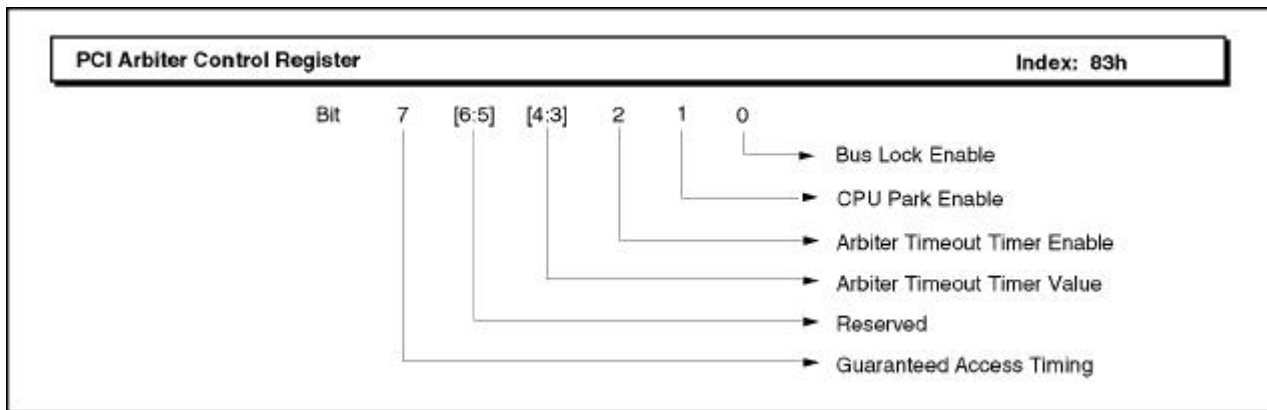 PCI Arbiter Control Register Index: 83h
Bit 7 [6:5] [4:3] 2 1 0
Bus Lock Enable
CPU Park Enable
Arbiter Timeout Timer Enable
Arbiter Timeout Timer Value
Reserved
Guaranteed Access Timing